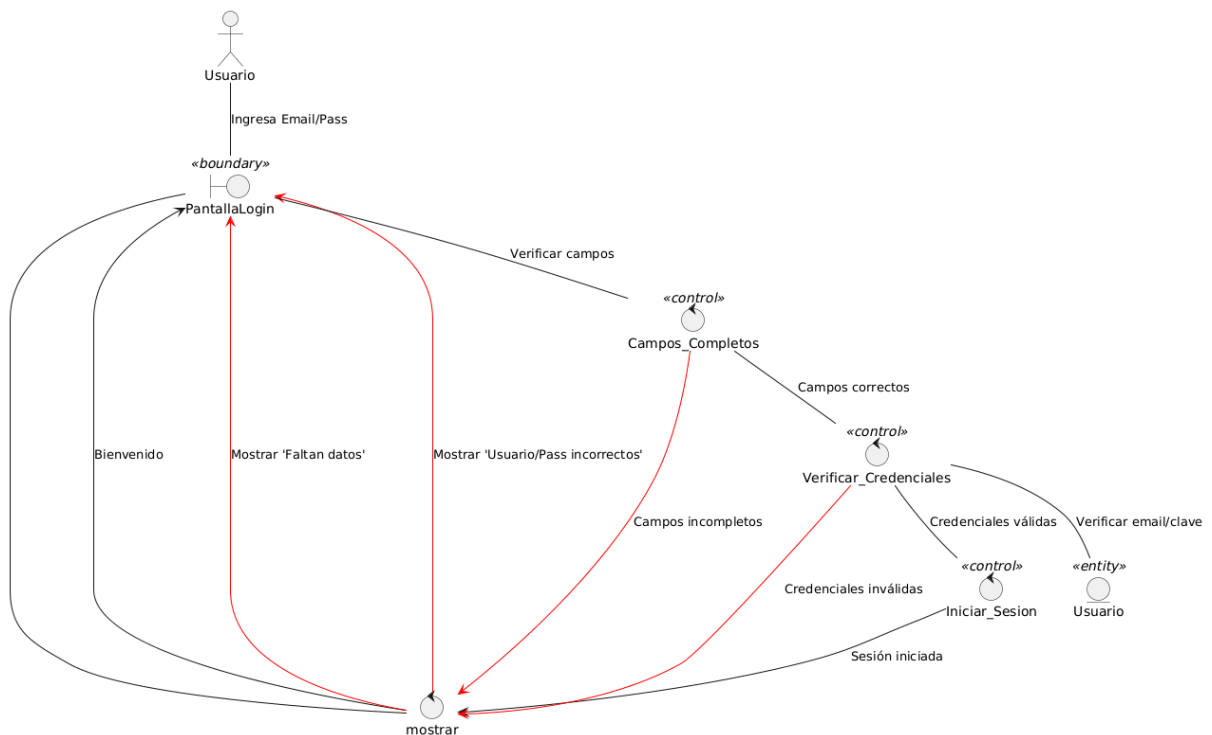 Usuario
Ingresa Email/Pass
«boundary»
PantallaLogin
Verificar campos
«control»
Campos_Completos
Campos correctos
«control»
Verificar_Credenciales
Bienvenido
Mostrar 'Faltan datos'
Mostrar 'Usuario/Pass incorrectos'
Campos incompletos
Credenciales válidas
Verificar email/clave
«control»
Iniciar_Sesion
«entity»
Usuario
Credenciales inválidas
Sesión iniciada
mostrar